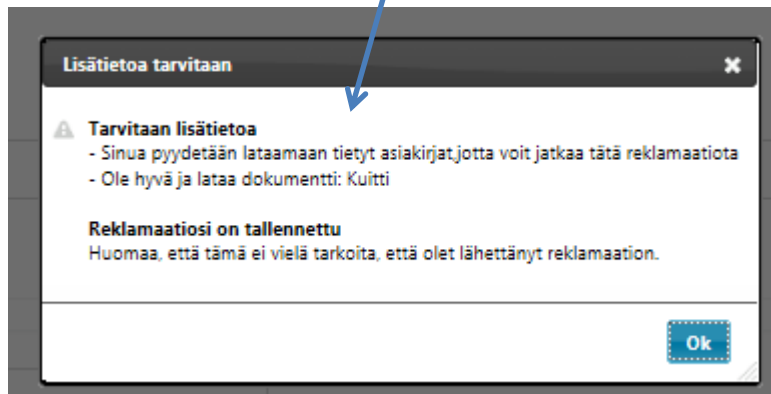 Lisätietoa tarvitaan
Tarvitaan lisätietoa
- Sinua pyydetään lataamaan tietyt asiakirjat,jotta voit jatkaa tätä reklamaatiota
- Ole hyvä ja lataa dokumentti: Kuitti
Reklamaatiosi on tallennettu
Huomaa, että tämä ei vielä tarkoita, että olet lähettänyt reklamaation.
Ok